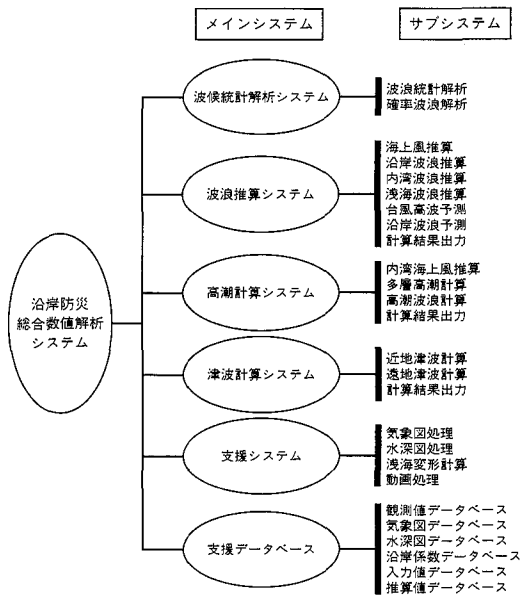 メインシステム
サブシステム
沿岸防災
総合数値解析
システム
波候統計解析システム
波浪統計解析
確率波浪解析
波浪推算システム
海上風推算
沿岸波浪推算
内湾波浪推算
浅海波浪推算
台風高波予測
沿岸波浪予測
計算結果出力
高潮計算システム
内湾海上風推算
多層高潮計算
高潮波浪計算
計算結果出力
津波計算システム
近地津波計算
遠地津波計算
計算結果出力
支援システム
気象図処理
水深図処理
浅海変形計算
動画処理
支援データベース
観測値データベース
気象図データベース
水深図データベース
沿岸係数データベース
入力値データベース
推算値データベース